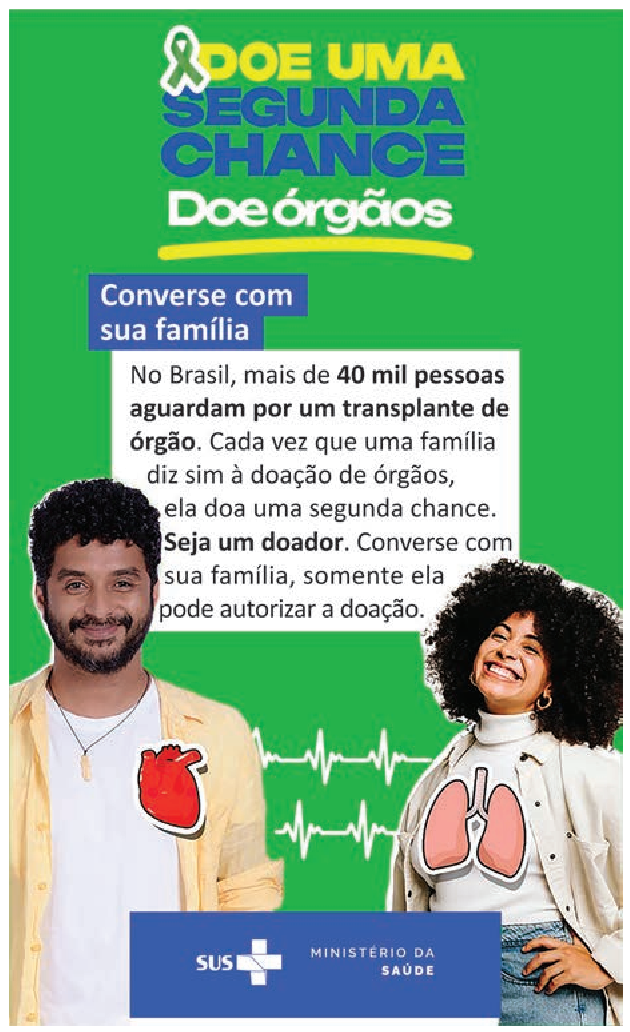 DOE UMA
SEGUNDA
CHANCE
Doe órgãos
Converse com
sua família
No Brasil, mais de 40 mil pessoas
aguardam por um transplante de
órgão. Cada vez que uma família
diz sim à doação de órgãos,
ela doa uma segunda chance.
Seja um doador. Converse com
sua família, somente ela
pode autorizar a doação.
SUS
MINISTÉRIO DA
SAÚDE